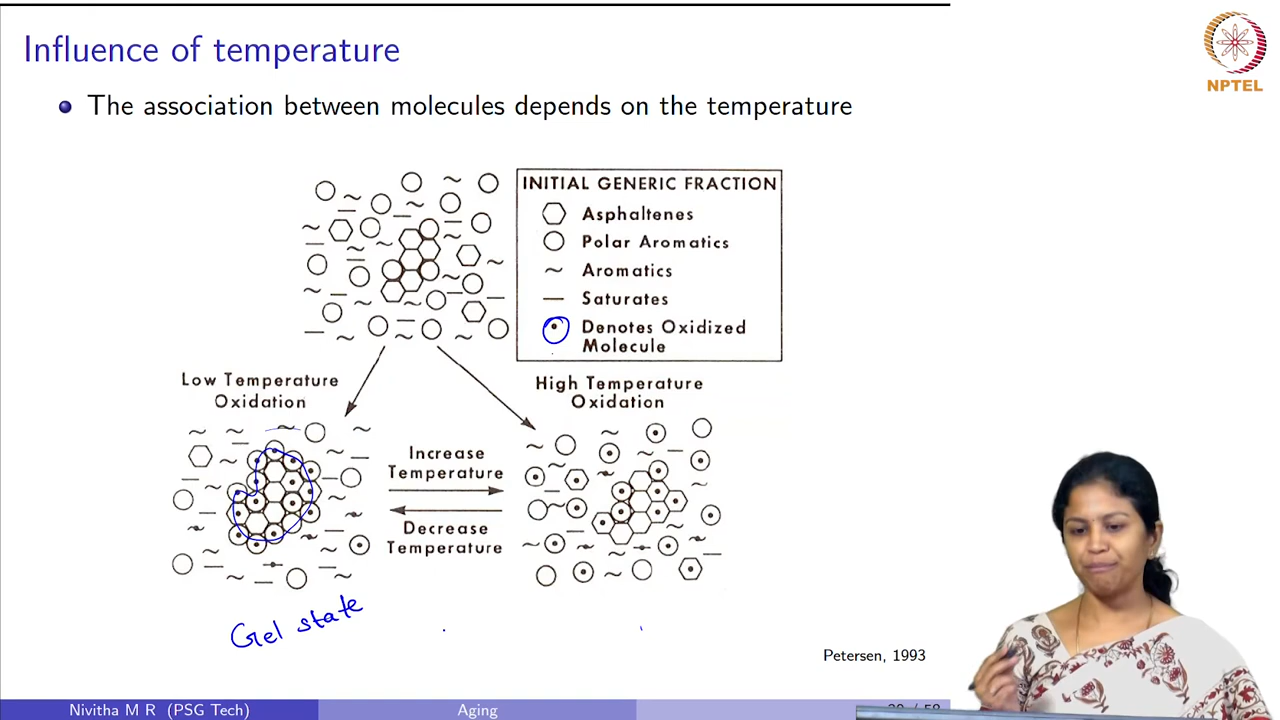 Influence of temperature
NPTEL
The association between molecules depends on the temperature
INITIAL GENERIC FRACTION
Asphaltenes
Polar Aromatics
Aromatics
Saturates
Denotes Oxidized
Molecule
Low Temperature
Oxidation
High Temperature
Oxidation
Increase
Temperature
Decrease
Temperature
Gel state
Petersen, 1993
Nivitha M R (PSG Tech)
Aging